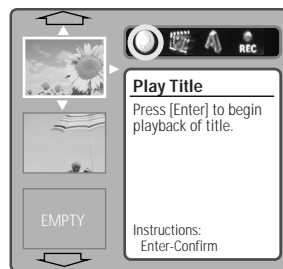 REC
Play Title
Press [Enter] to begin
playback of title.
EMPTY
Instructions:
Enter-Confirm